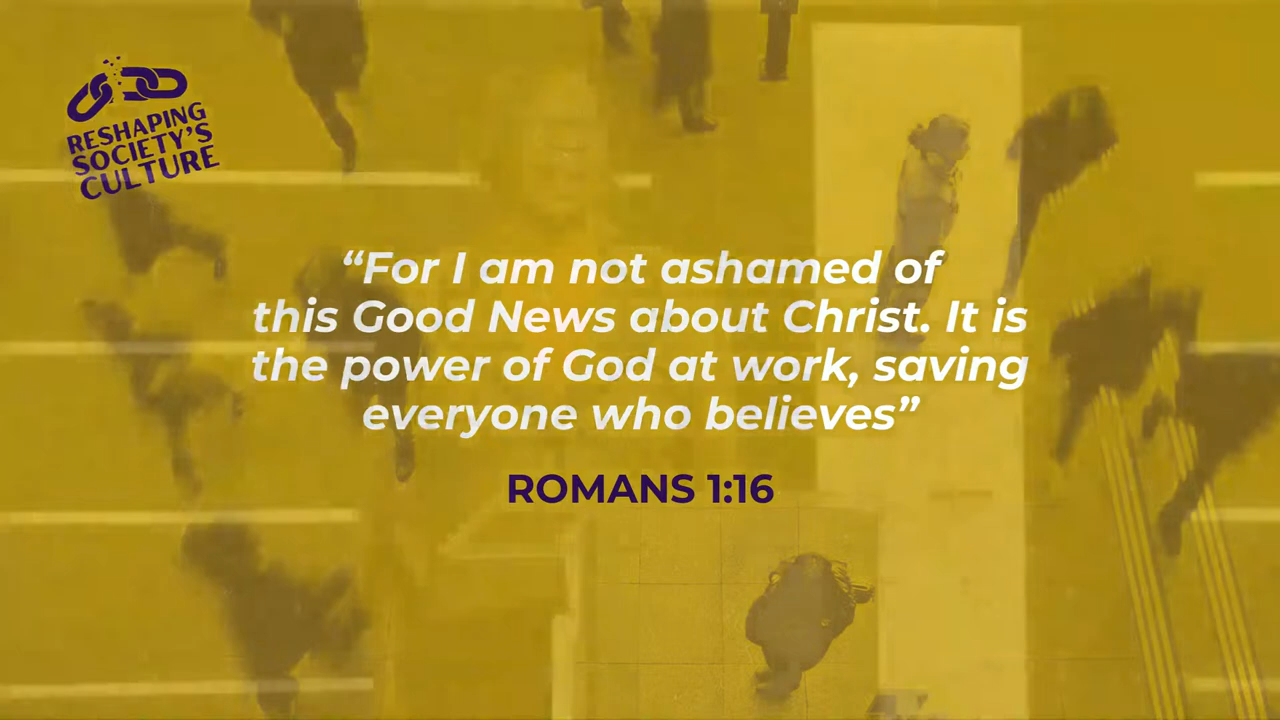 RESHAPING
SOCIETY'S
CULTURE
“For I am not ashamed of
this Good News about Christ. It is
the power of God at work, saving
everyone who believes”
ROMANS 1:16